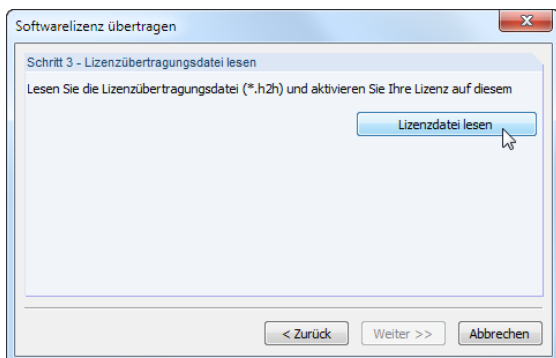 Softwarelizenz übertragen
Schritt 3 - Lizenzübertragungsdatei lesen
Lesen Sie die Lizenzübertragungsdatei (*.h2h) und aktivieren Sie Ihre Lizenz auf diesem
Lizenzdatei lesen
< Zurück Weiter >> Abbrechen